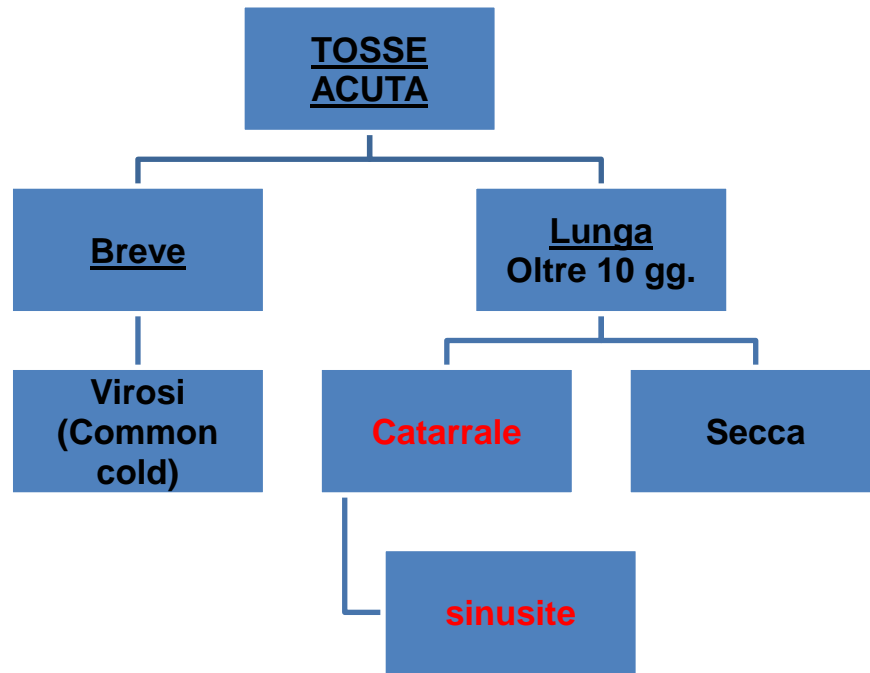 TOSSE
ACUTA
Breve
Lunga
Oltre 10 gg.
Virosi
(Common
cold)
Catarrale
Secca
sinusite